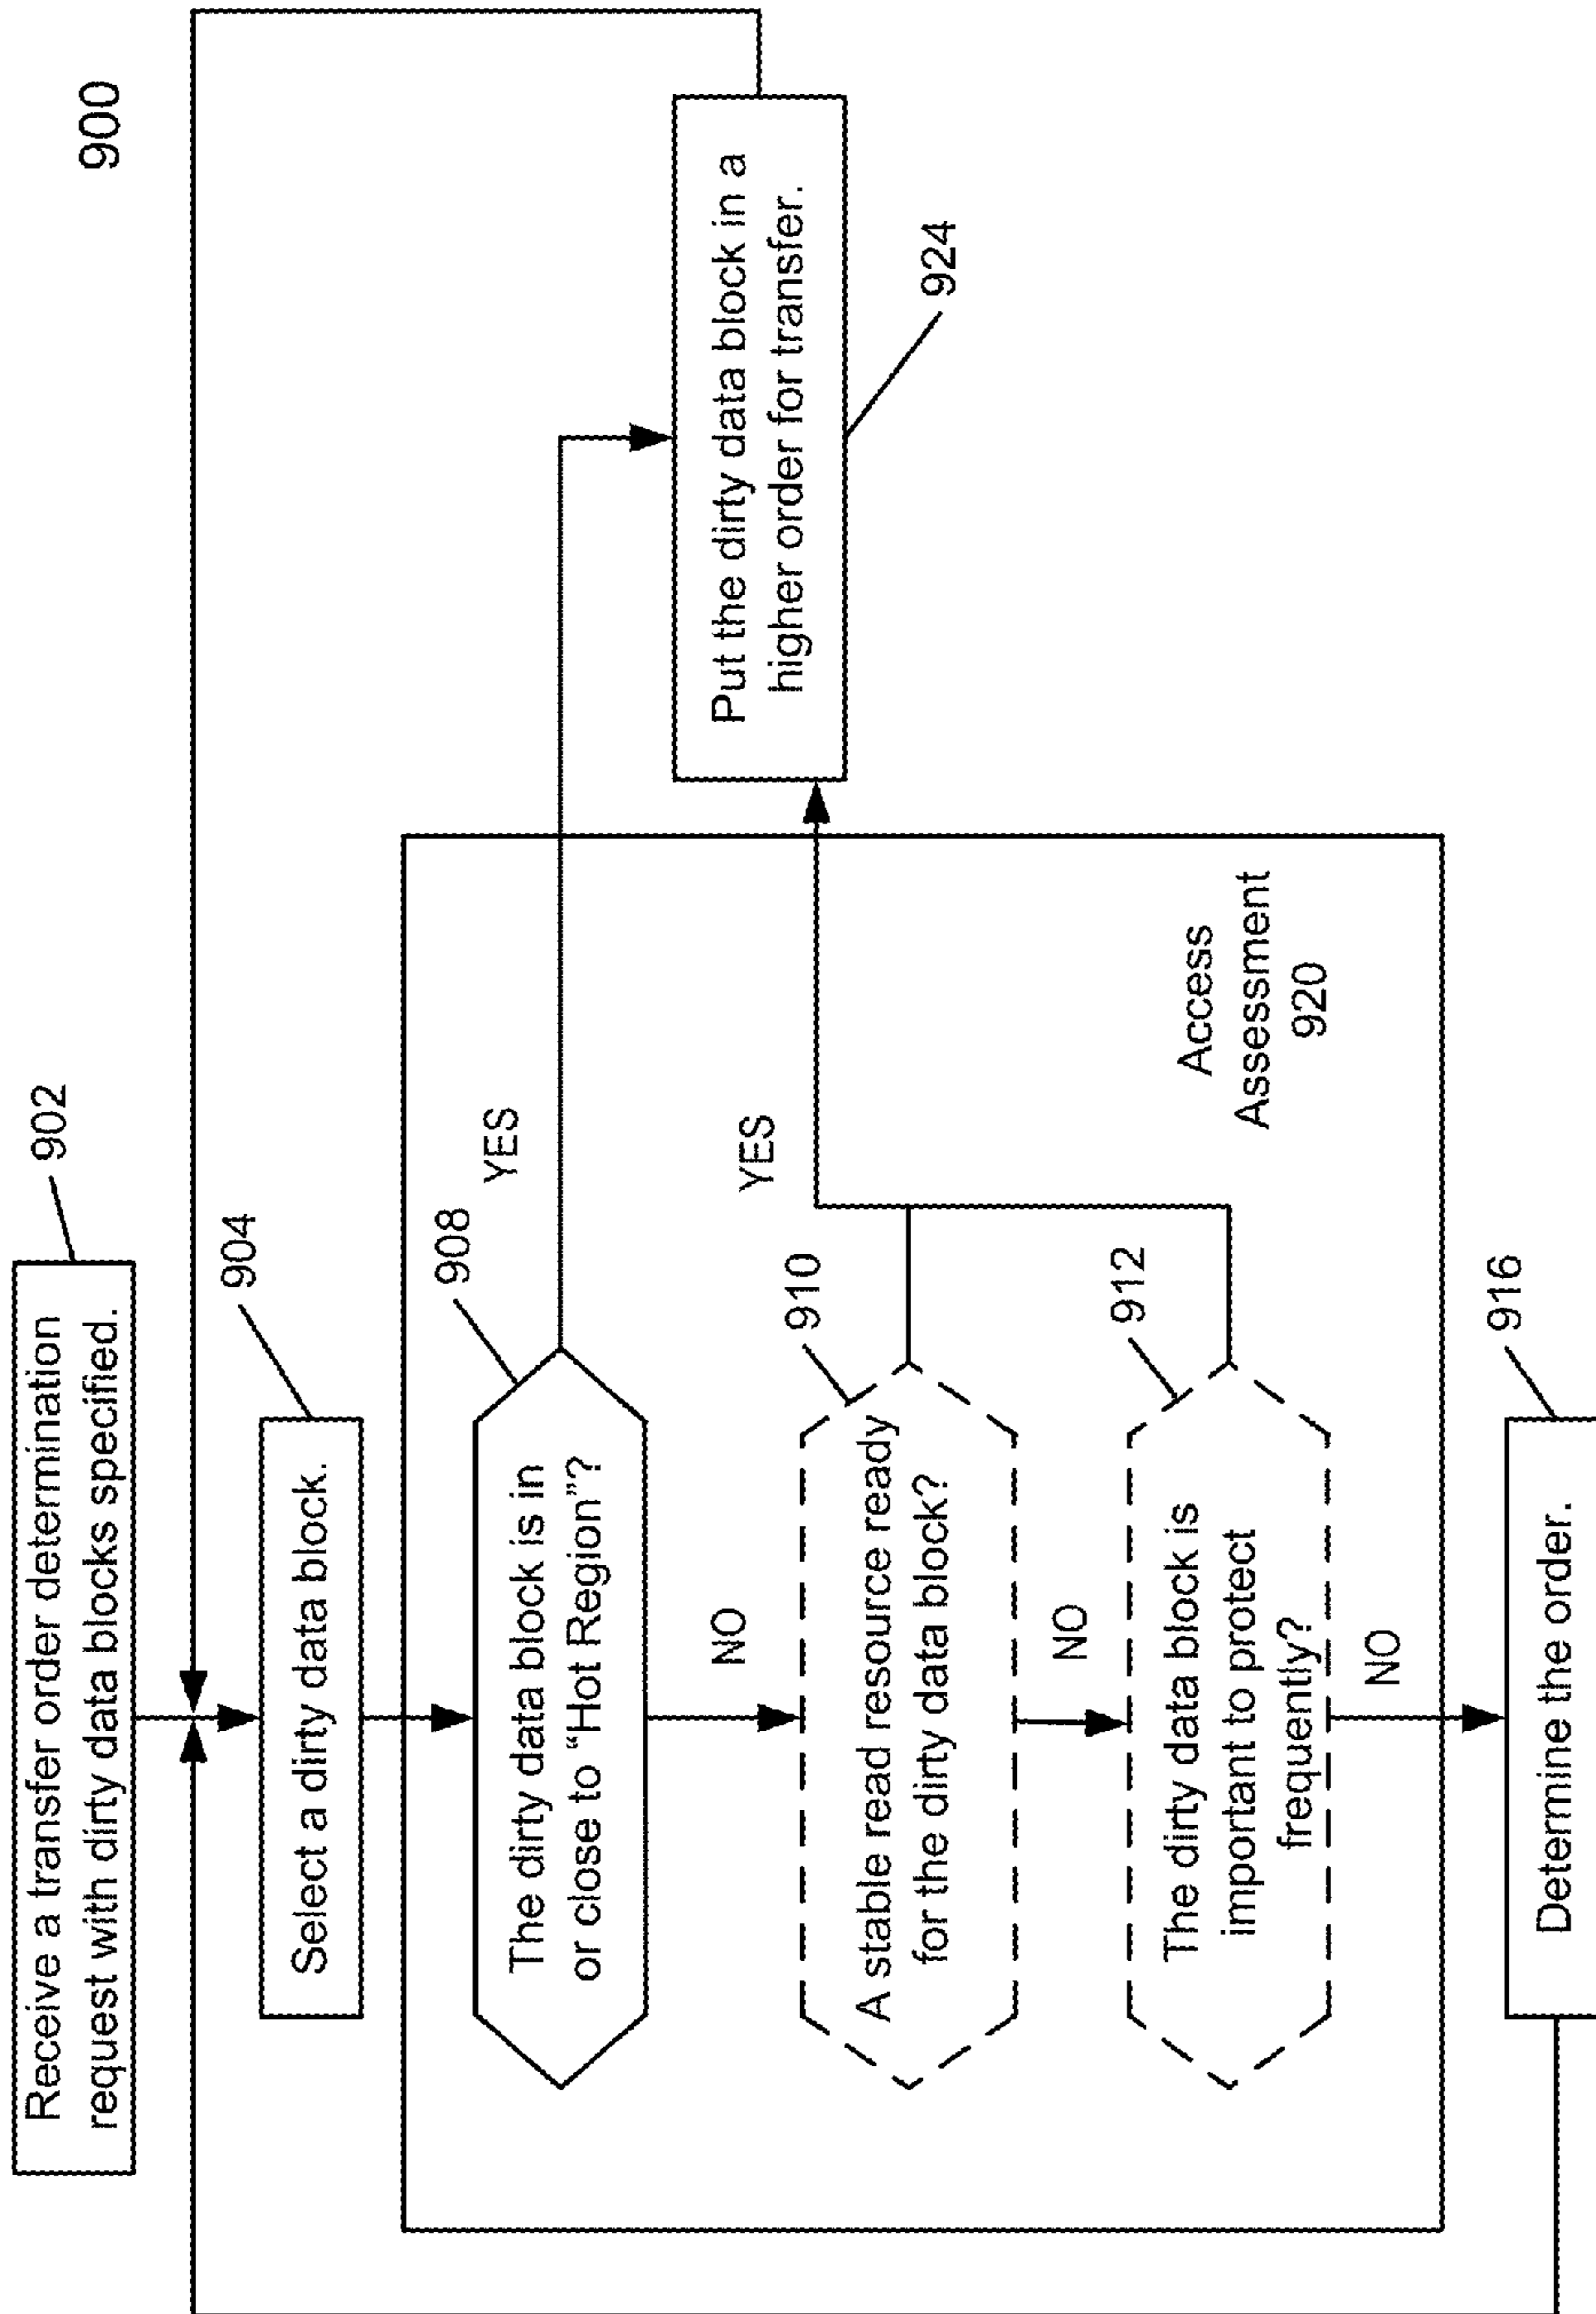 900
Receive a transfer order determination
request with dirty data blocks specified.
902
Select a dirty data block.
904
The dirty data block is in
or close to “Hot Region”?
908
YES
NO
A stable read resource ready
for the dirty data block?
910
YES
NO
The dirty data block is
important to protect
frequently?
912
NO
Access
Assessment
920
Put the dirty data block in a
higher order for transfer.
924
Determine the order.
916